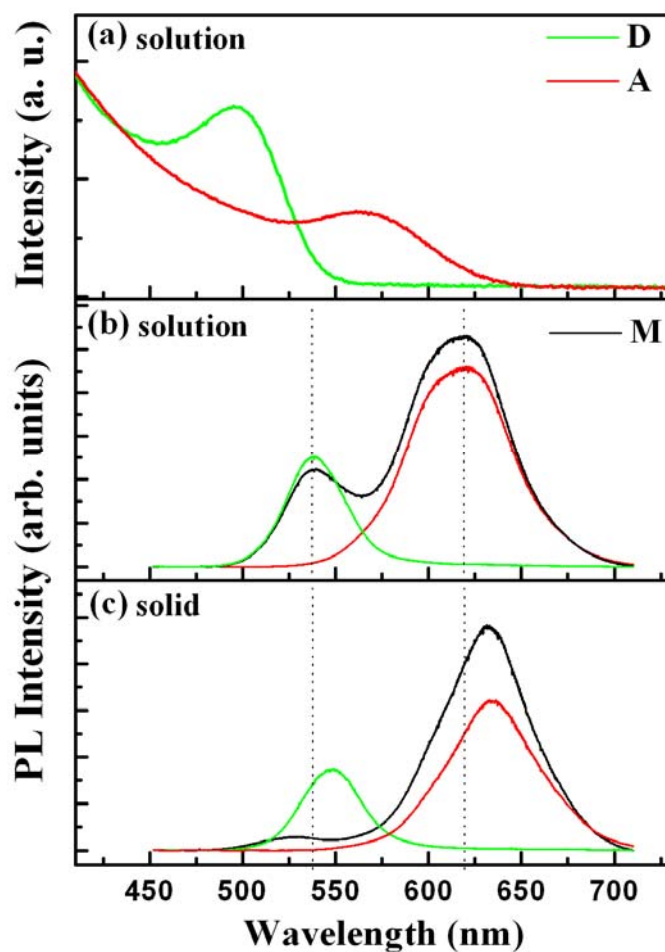 (a) solution
D
A
Intensity (a. u.)
(b) solution
M
PL Intensity (arb. units)
(c) solid
450 500 550 600 650 700
Wavelength (nm)